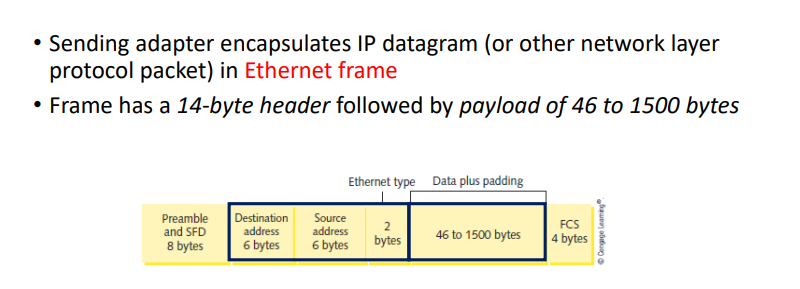 • Sending adapter encapsulates IP datagram (or other network layer
protocol packet) in Ethernet frame
• Frame has a 14-byte header followed by payload of 46 to 1500 bytes
Ethernet type
Data plus padding
Preamble
and SFD
8 bytes
Destination
address
6 bytes
Source
address
6 bytes
2
bytes
46 to 1500 bytes
FCS
4 bytes
© Cengage Learning®.